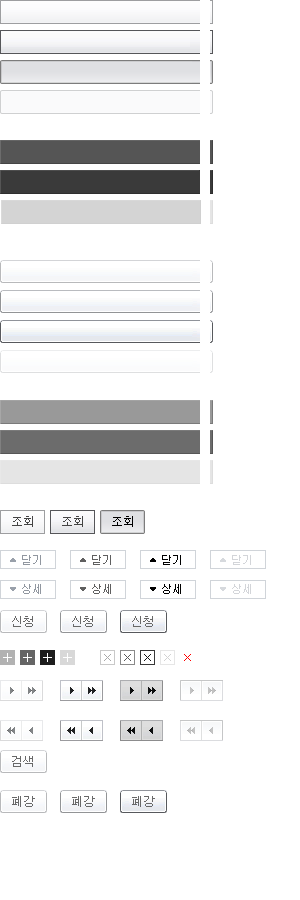 조회 조회 조회
닫기 닫기 닫기 닫기
상세 상세 상세 상세
신청 신청 신청
검색
폐강 폐강 폐강